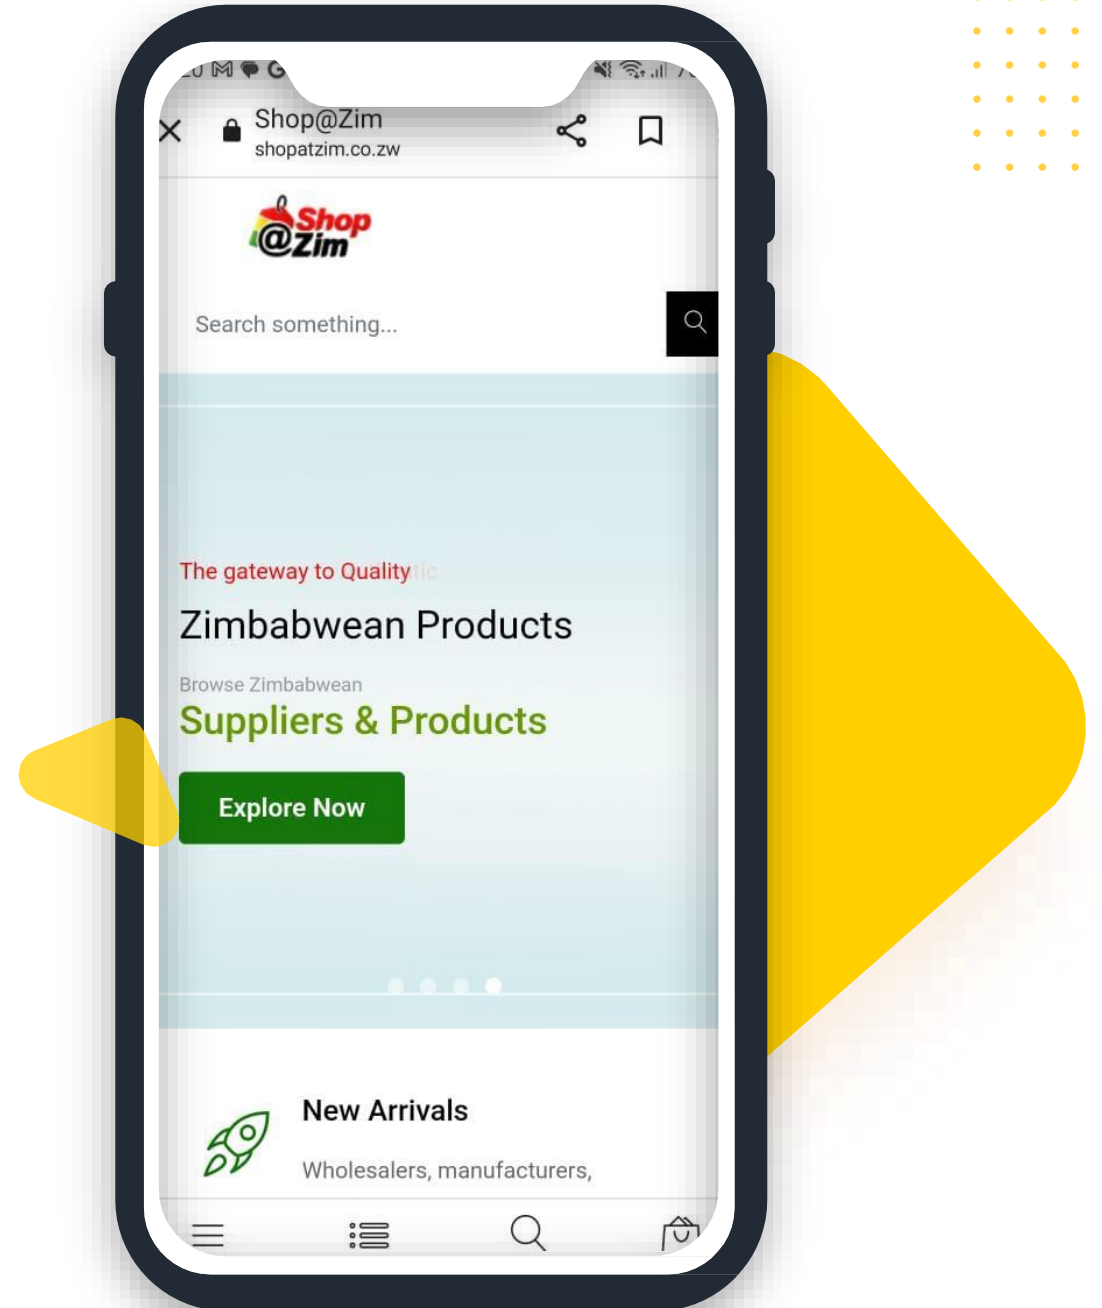 Shop@Zim
shopatzim.co.zw
Shop
@Zim
Search something...
The gateway to Quality
Zimbabwean Products
Browse Zimbabwean
Suppliers & Products
Explore Now
New Arrivals
Wholesalers, manufacturers,